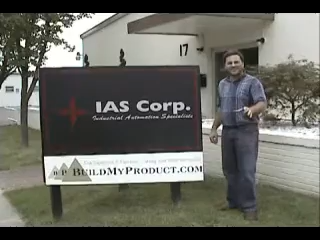 17
IAS Corp.
Industrial Automation Specialists
BUILDMYPRODUCT.COM